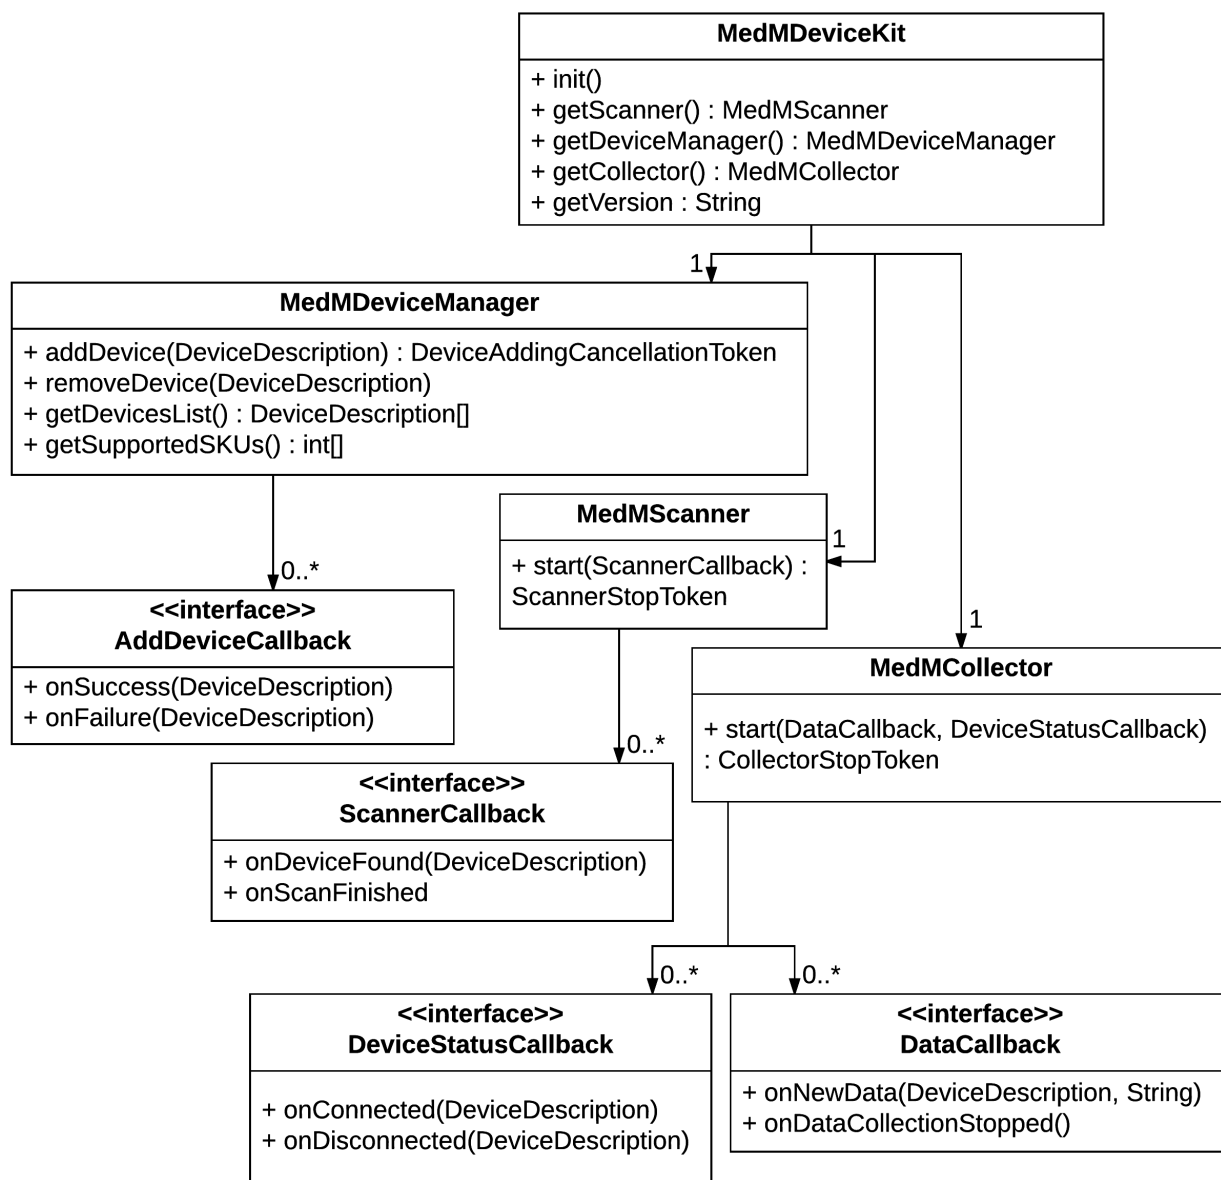 MedMDeviceKit
+ init()
+ getScanner() : MedMScanner
+ getDeviceManager() : MedMDeviceManager
+ getCollector() : MedMCollector
+ getVersion : String
1
MedMDeviceManager
+ addDevice(DeviceDescription) : DeviceAddingCancellationToken
+ removeDevice(DeviceDescription)
+ getDevicesList() : DeviceDescription[]
+ getSupportedSKUs() : int[]
MedMScanner
+ start(ScannerCallback) :
ScannerStopToken
1
0..*
<<interface>>
AddDeviceCallback
+ onSuccess(DeviceDescription)
+ onFailure(DeviceDescription)
1
MedMCollector
+ start(DataCallback, DeviceStatusCallback)
: CollectorStopToken
0..*
<<interface>>
ScannerCallback
+ onDeviceFound(DeviceDescription)
+ onScanFinished
0..*
<<interface>>
DeviceStatusCallback
+ onConnected(DeviceDescription)
+ onDisconnected(DeviceDescription)
0..*
<<interface>>
DataCallback
+ onNewData(DeviceDescription, String)
+ onDataCollectionStopped()